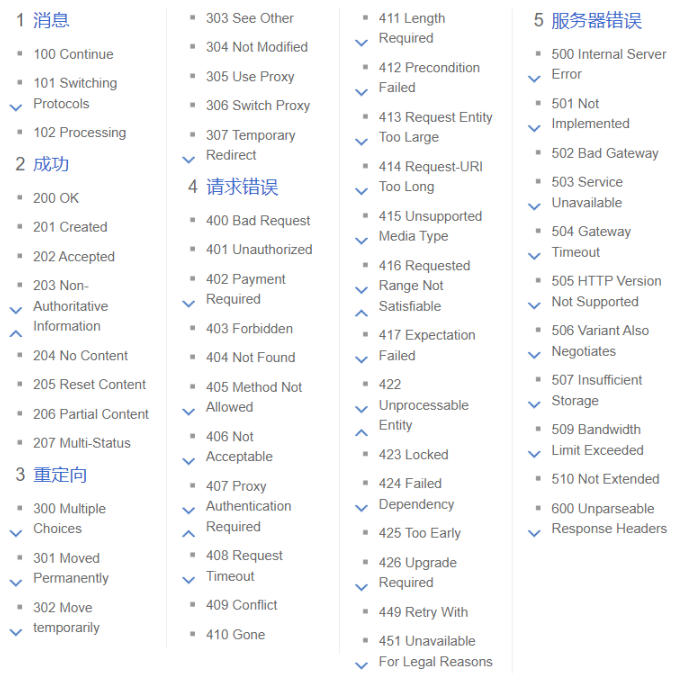 1 消息
100 Continue
101 Switching
Protocols
102 Processing
2 成功
200 OK
201 Created
202 Accepted
203 Non-
Authoritative
Information
204 No Content
205 Reset Content
206 Partial Content
207 Multi-Status
3 重定向
300 Multiple
Choices
301 Moved
Permanently
302 Move
temporarily
303 See Other
304 Not Modified
305 Use Proxy
306 Switch Proxy
307 Temporary
Redirect
4 请求错误
400 Bad Request
401 Unauthorized
402 Payment
Required
403 Forbidden
404 Not Found
405 Method Not
Allowed
406 Not
Acceptable
407 Proxy
Authentication
Required
408 Request
Timeout
409 Conflict
410 Gone
411 Length
Required
412 Precondition
Failed
413 Request Entity
Too Large
414 Request-URI
Too Long
415 Unsupported
Media Type
416 Requested
Range Not
Satisfiable
417 Expectation
Failed
422
Unprocessable
Entity
423 Locked
424 Failed
Dependency
425 Too Early
426 Upgrade
Required
449 Retry With
451 Unavailable
For Legal Reasons
5 服务器错误
500 Internal Server
Error
501 Not
Implemented
502 Bad Gateway
503 Service
Unavailable
504 Gateway
Timeout
505 HTTP Version
Not Supported
506 Variant Also
Negotiates
507 Insufficient
Storage
509 Bandwidth
Limit Exceeded
510 Not Extended
600 Unparseable
Response Headers